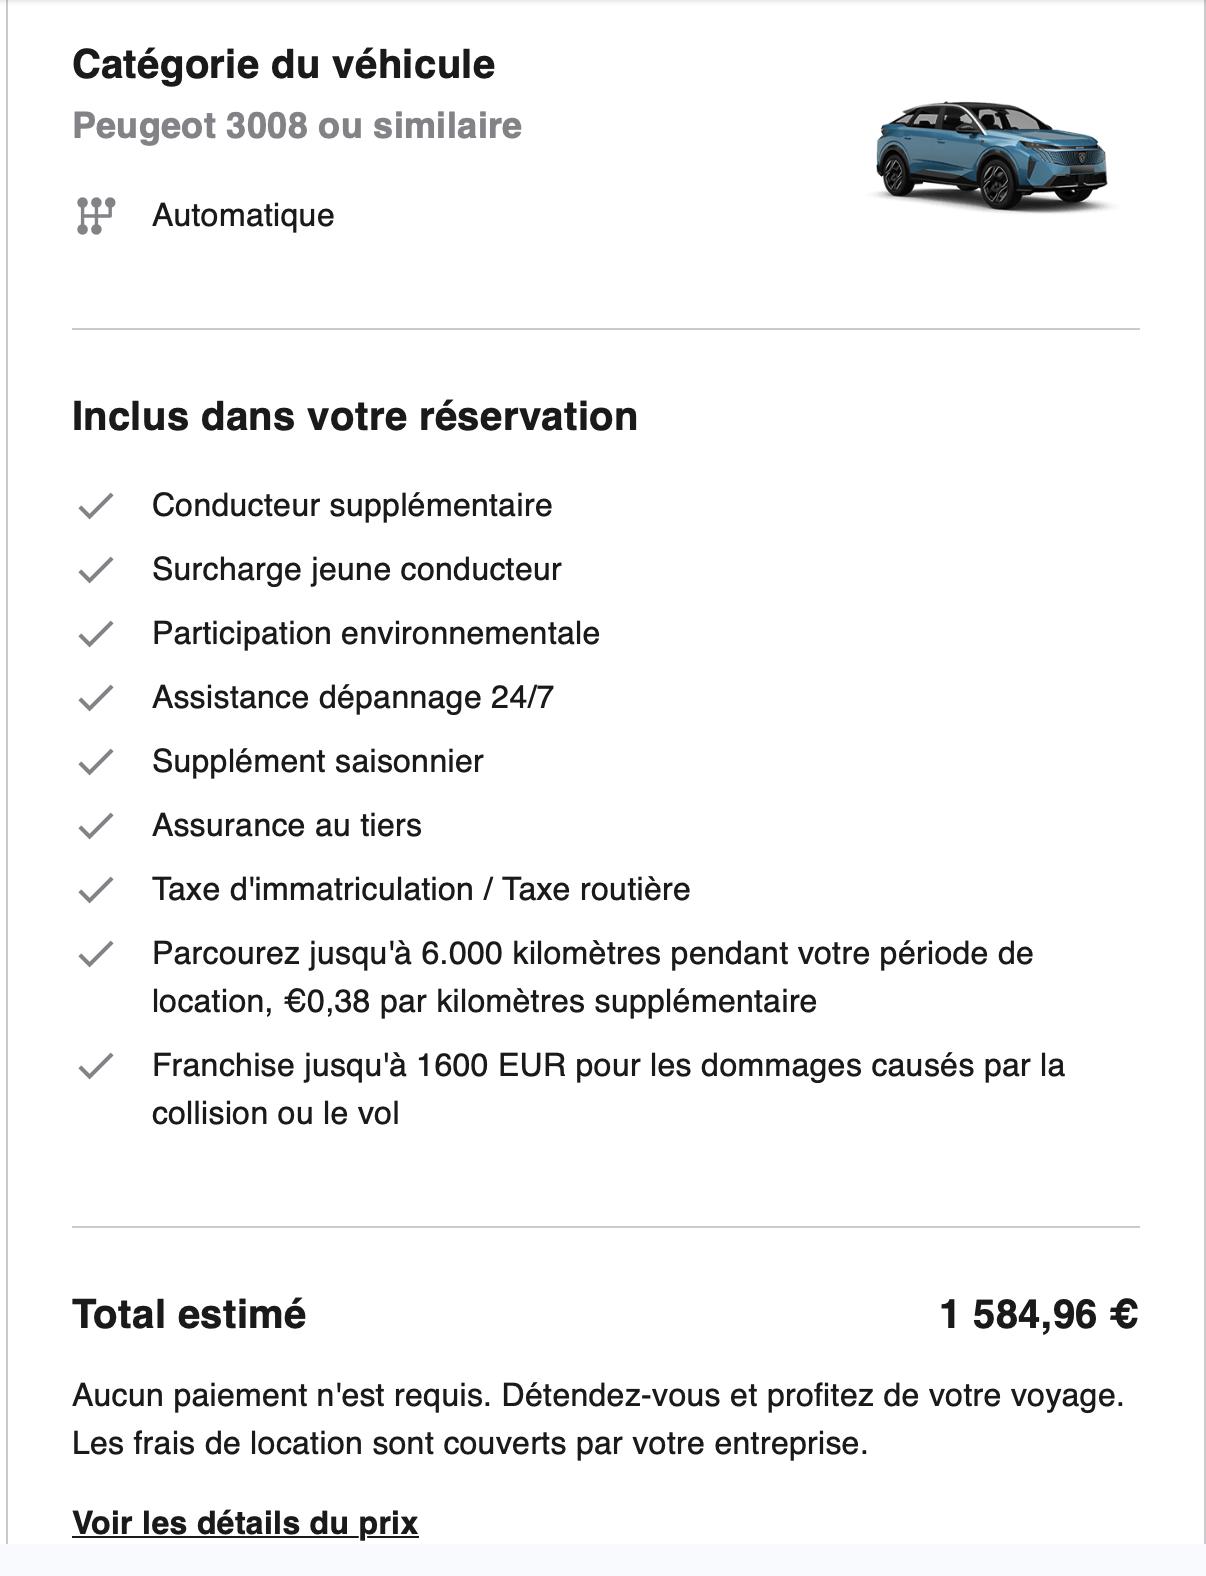 Catégorie du véhicule
Peugeot 3008 ou similaire
Automatique
Inclus dans votre réservation
Conducteur supplémentaire
Surcharge jeune conducteur
Participation environnementale
Assistance dépannage 24/7
Supplément saisonnier
Assurance au tiers
Taxe d'immatriculation / Taxe routière
Parcourez jusqu'à 6.000 kilomètres pendant votre période de
location, €0,38 par kilomètres supplémentaire
Franchise jusqu'à 1600 EUR pour les dommages causés par la
collision ou le vol
Total estimé 1 584,96 €
Aucun paiement n'est requis. Détendez-vous et profitez de votre voyage.
Les frais de location sont couverts par votre entreprise.
Voir les détails du prix